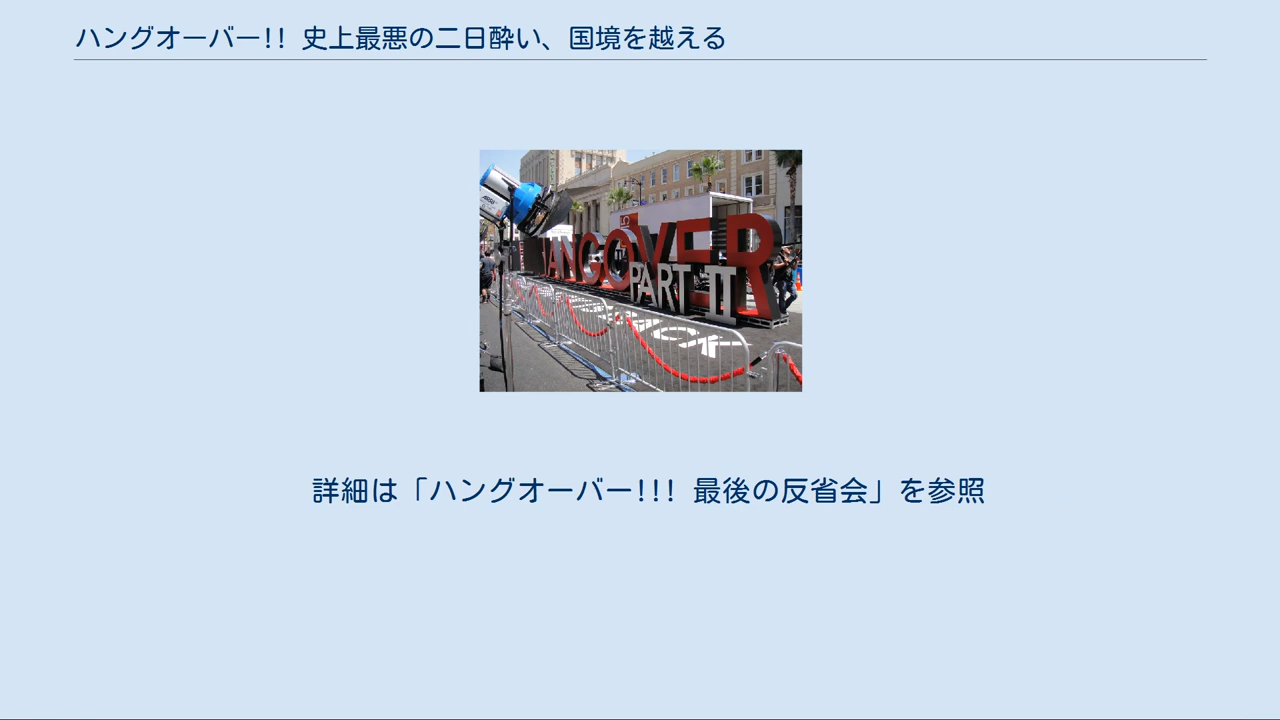 ハングオーバー!! 史上最悪の二日酔い、国境を越える
HANGOVER
PART II
詳細は「ハングオーバー!!! 最後の反省会」を参照